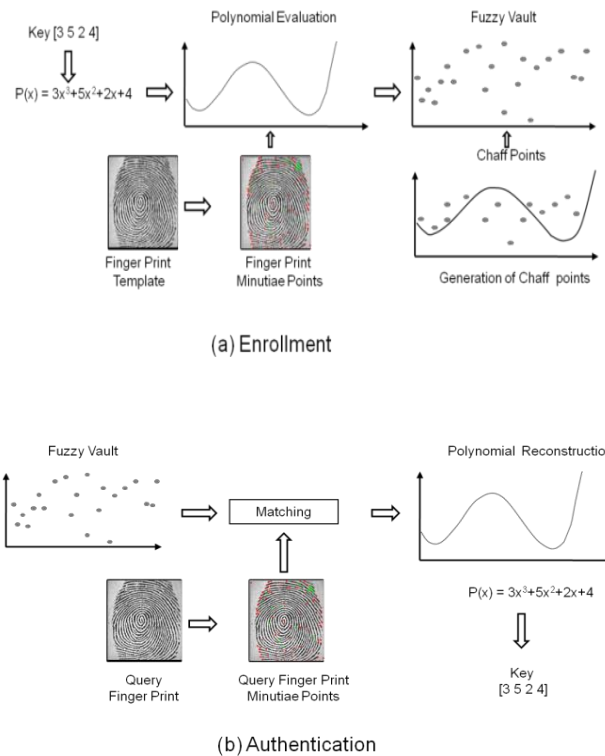 Polynomial Evaluation
Fuzzy Vault
Key [3 5 2 4]
P(x) = 3x³+5x²+2x+4
Chaff Points
Finger Print
Template
Finger Print
Minutiae Points
Generation of Chaff points
(a) Enrollment
Fuzzy Vault
Polynomial Reconstructio
Matching
P(x) = 3x³+5x²+2x+4
Query
Finger Print
Query Finger Print
Minutiae Points
Key
[3 5 2 4]
(b) Authentication